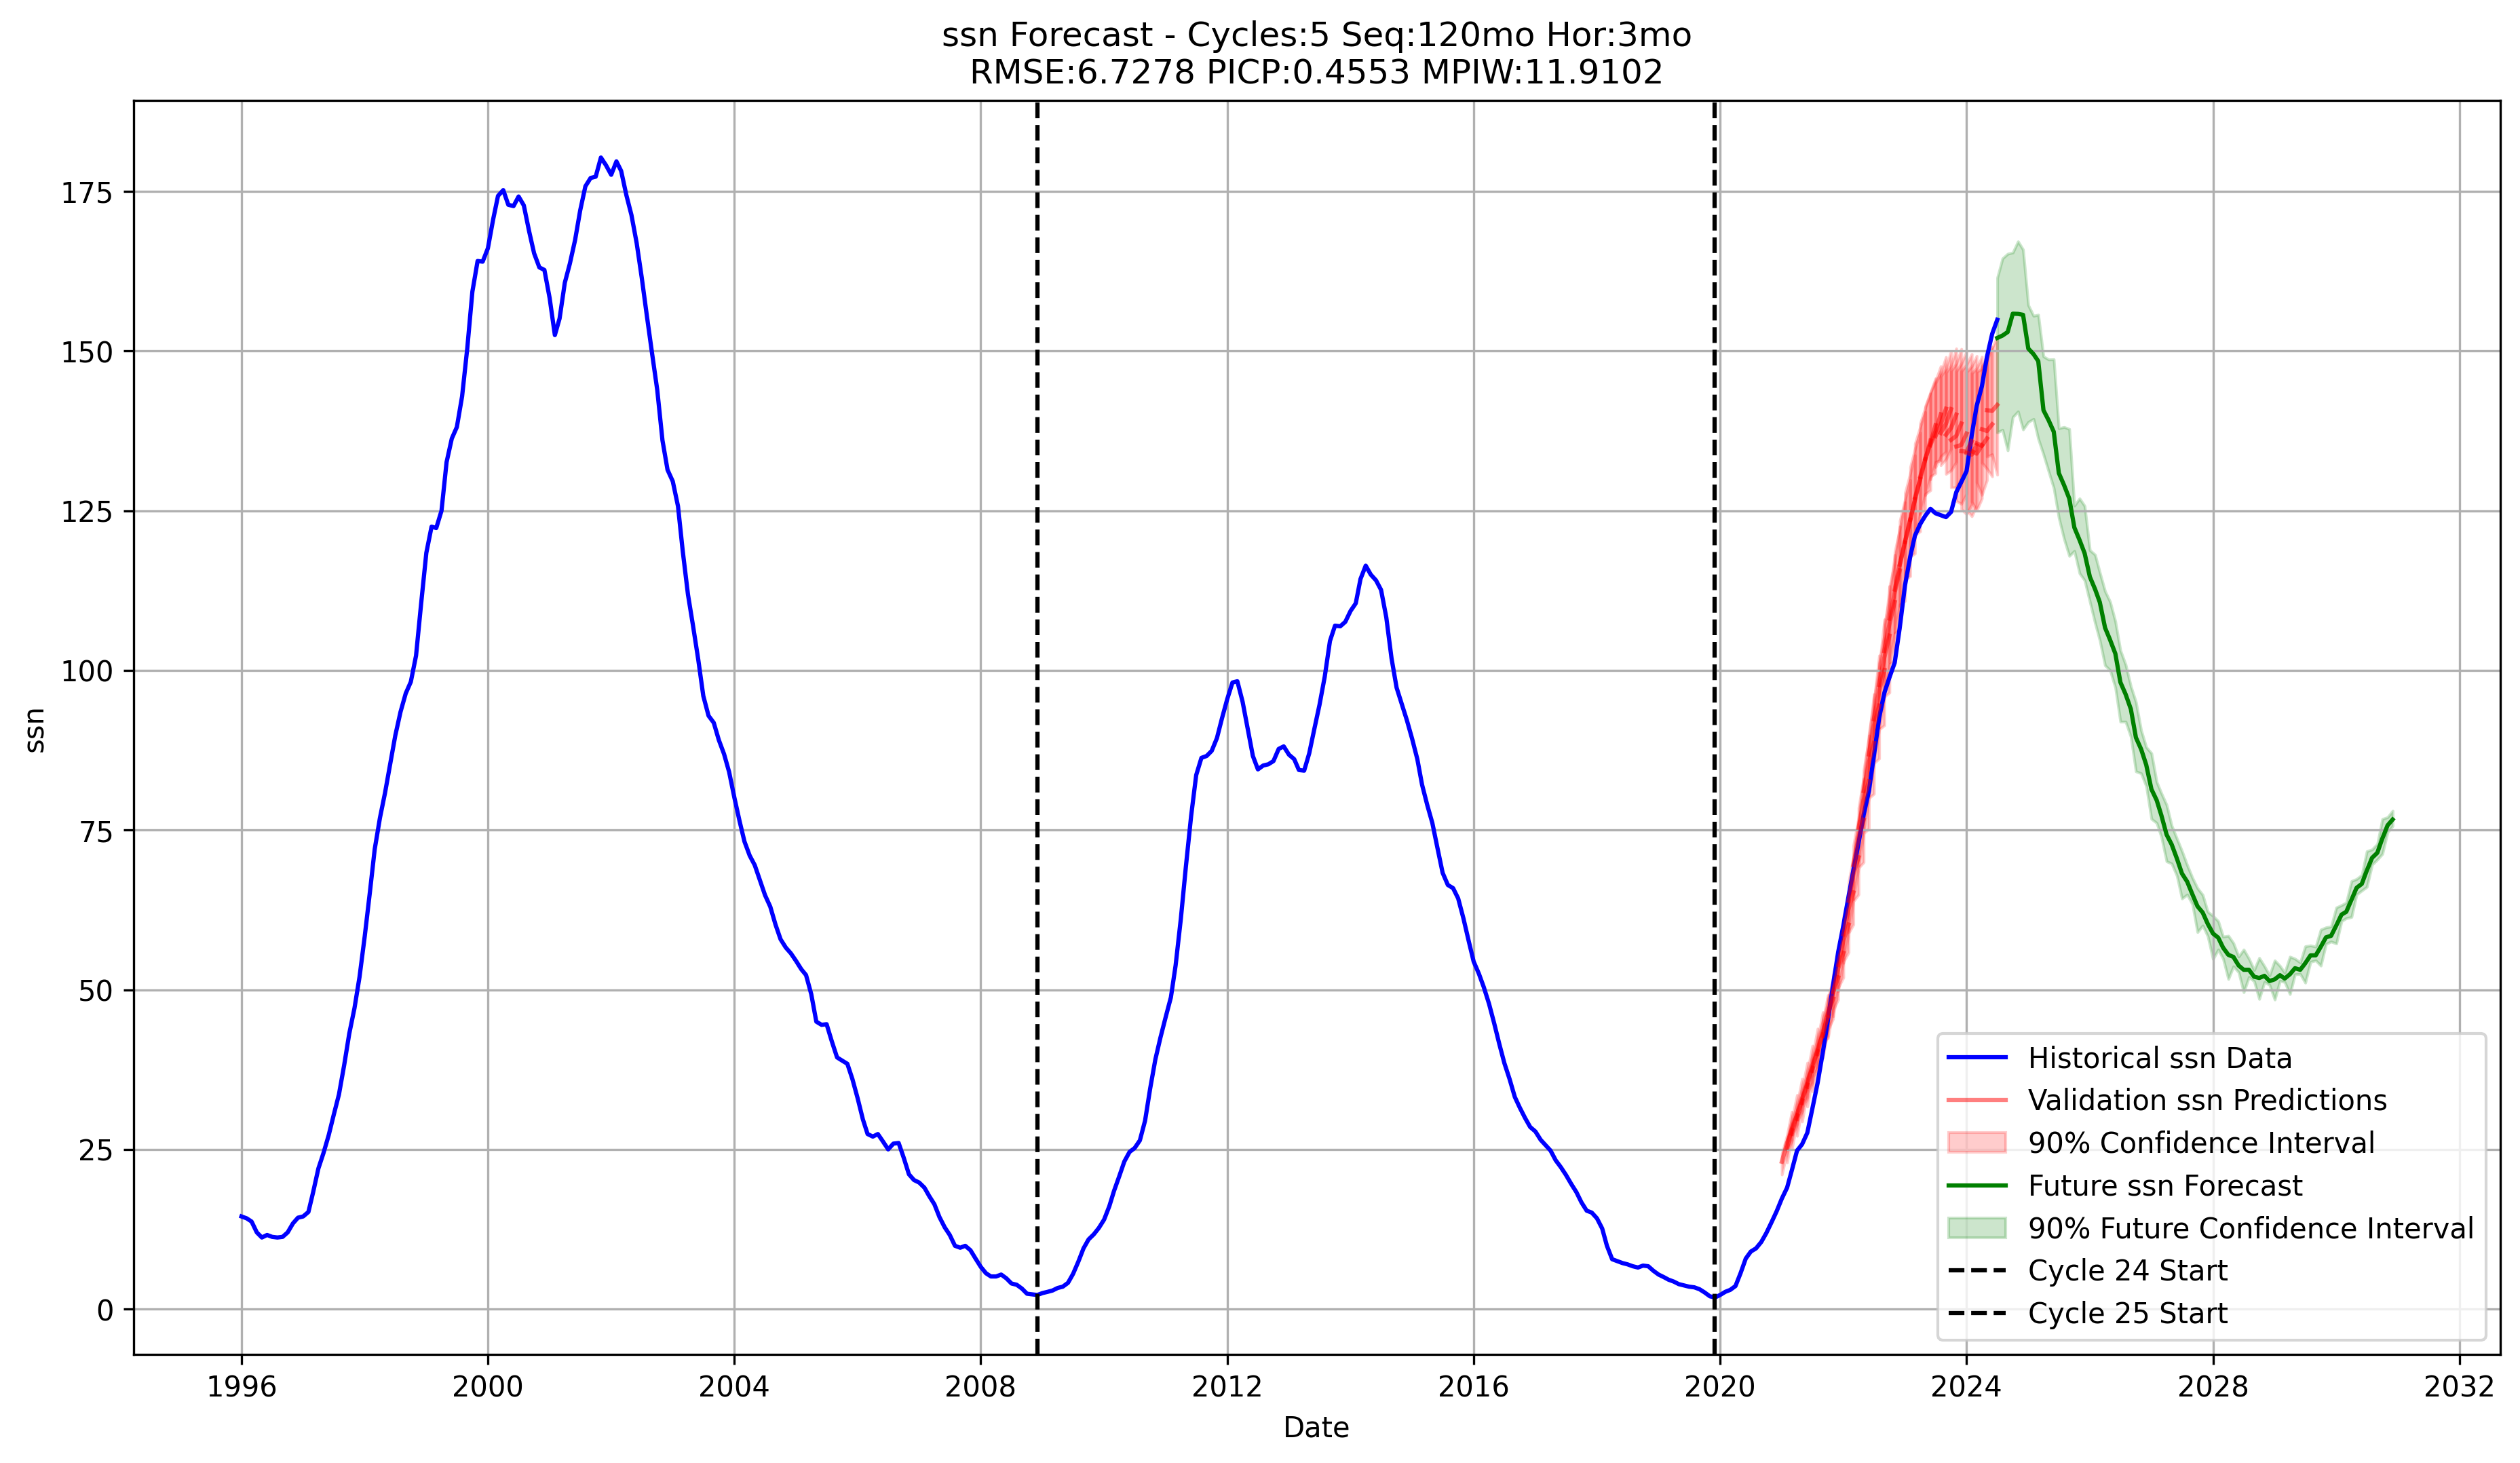 ssn Forecast - Cycles:5 Seq:120mo Hor:3mo
RMSE:6.7278 PICP:0.4553 MPIW:11.9102
ssn
175
150
125
100
75
50
25
0
1996 2000 2004 2008 2012 2016 2020 2024 2028 2032
Date
Historical ssn Data
Validation ssn Predictions
90% Confidence Interval
Future ssn Forecast
90% Future Confidence Interval
Cycle 24 Start
Cycle 25 Start